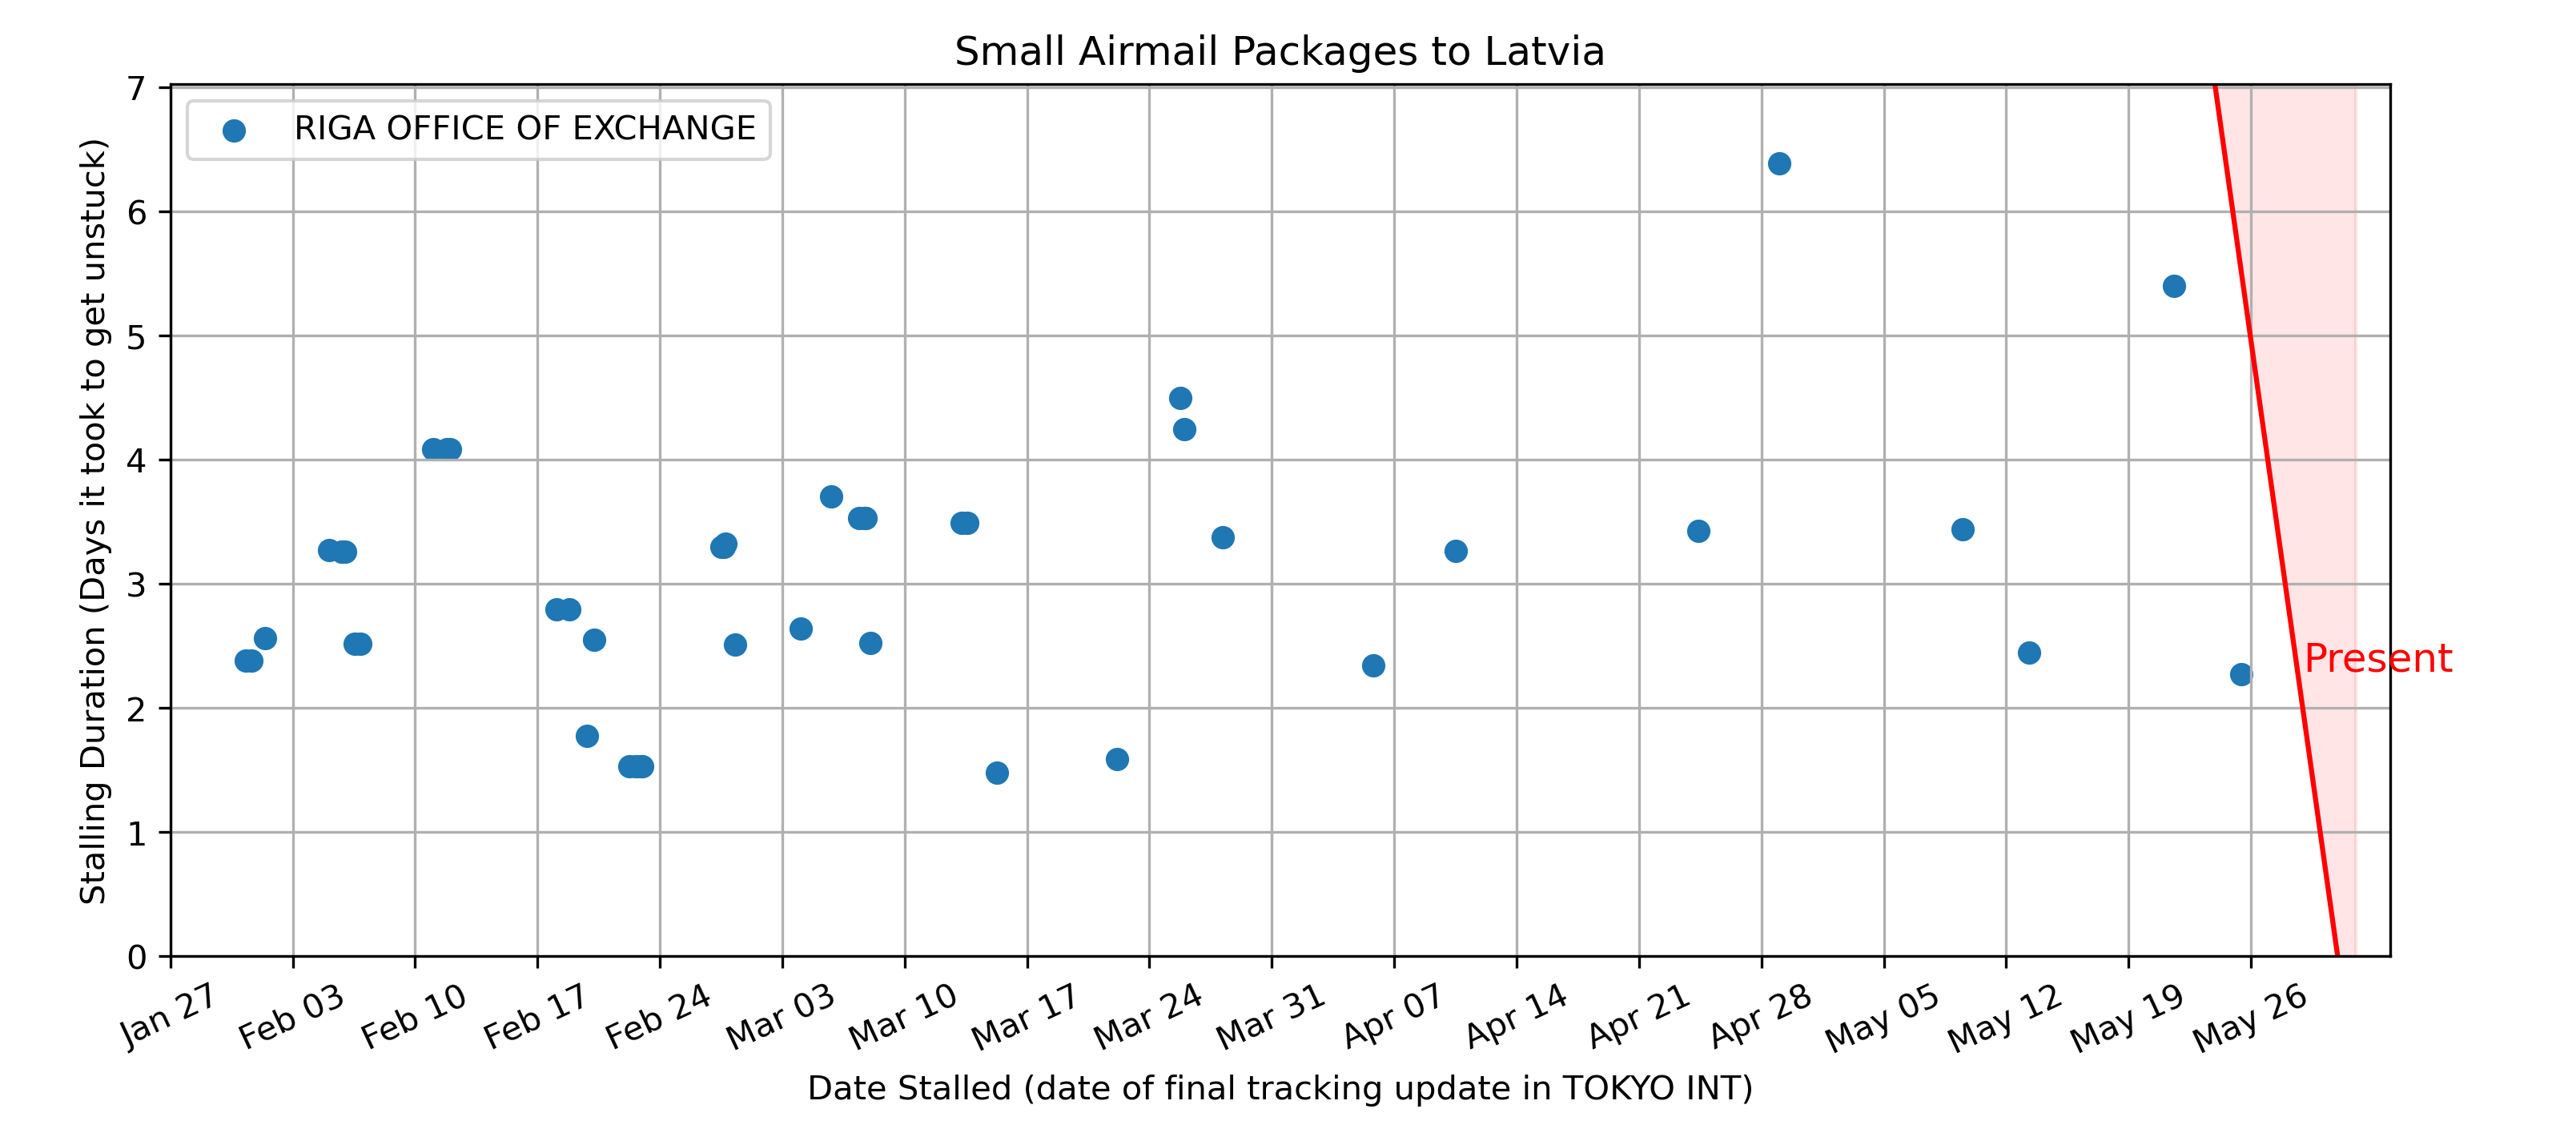 Small Airmail Packages to Latvia
RIGA OFFICE OF EXCHANGE
Stalling Duration (Days it took to get unstuck)
7
6
5
4
3
2
1
0
Present
Jan 27
Feb 03
Feb 10
Feb 17
Feb 24
Mar 03
Mar 10
Mar 17
Mar 24
Mar 31
Apr 07
Apr 14
Apr 21
Apr 28
May 05
May 12
May 19
May 26
Date Stalled (date of final tracking update in TOKYO INT)